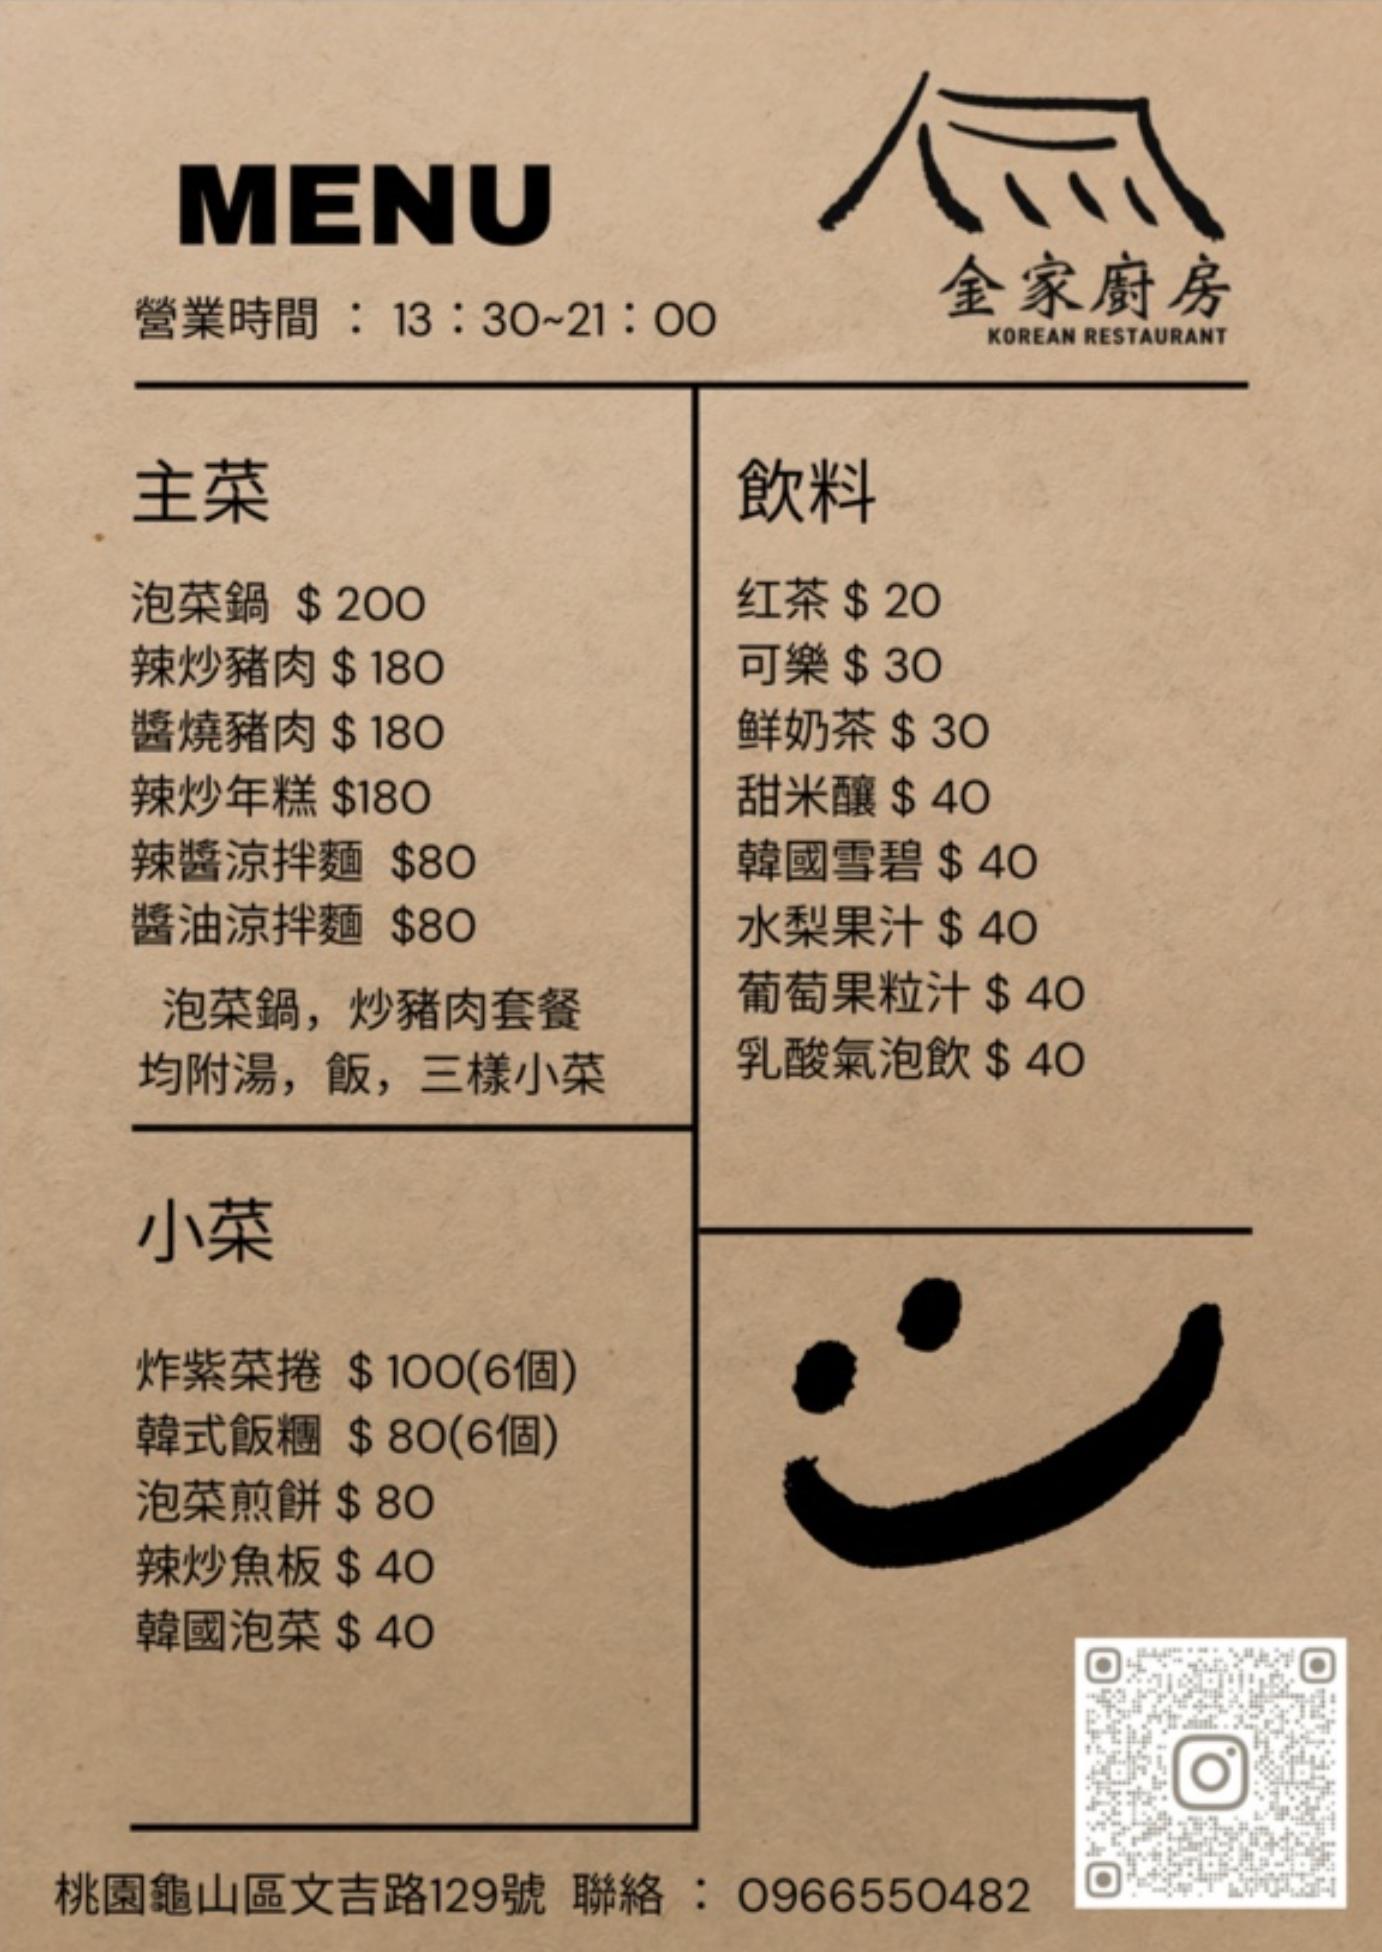 MENU
營業時間 ： 13：30~21：00
金家廚房
KOREAN RESTAURANT
主菜
泡菜鍋 $ 200
辣炒豬肉 $ 180
醬燒豬肉 $ 180
辣炒年糕 $180
辣醬涼拌麵 $80
醬油涼拌麵 $80
泡菜鍋，炒豬肉套餐
均附湯，飯，三樣小菜
飲料
红茶 $ 20
可樂 $ 30
鮮奶茶 $ 30
甜米釀 $ 40
韓國雪碧 $ 40
水梨果汁 $ 40
葡萄果粒汁 $ 40
乳酸氣泡飲 $ 40
小菜
炸紫菜捲 $ 100(6個)
韓式飯糰 $ 80(6個)
泡菜煎餅 $ 80
辣炒魚板 $ 40
韓國泡菜 $ 40
桃園龜山區文吉路129號 聯絡 ： 0966550482